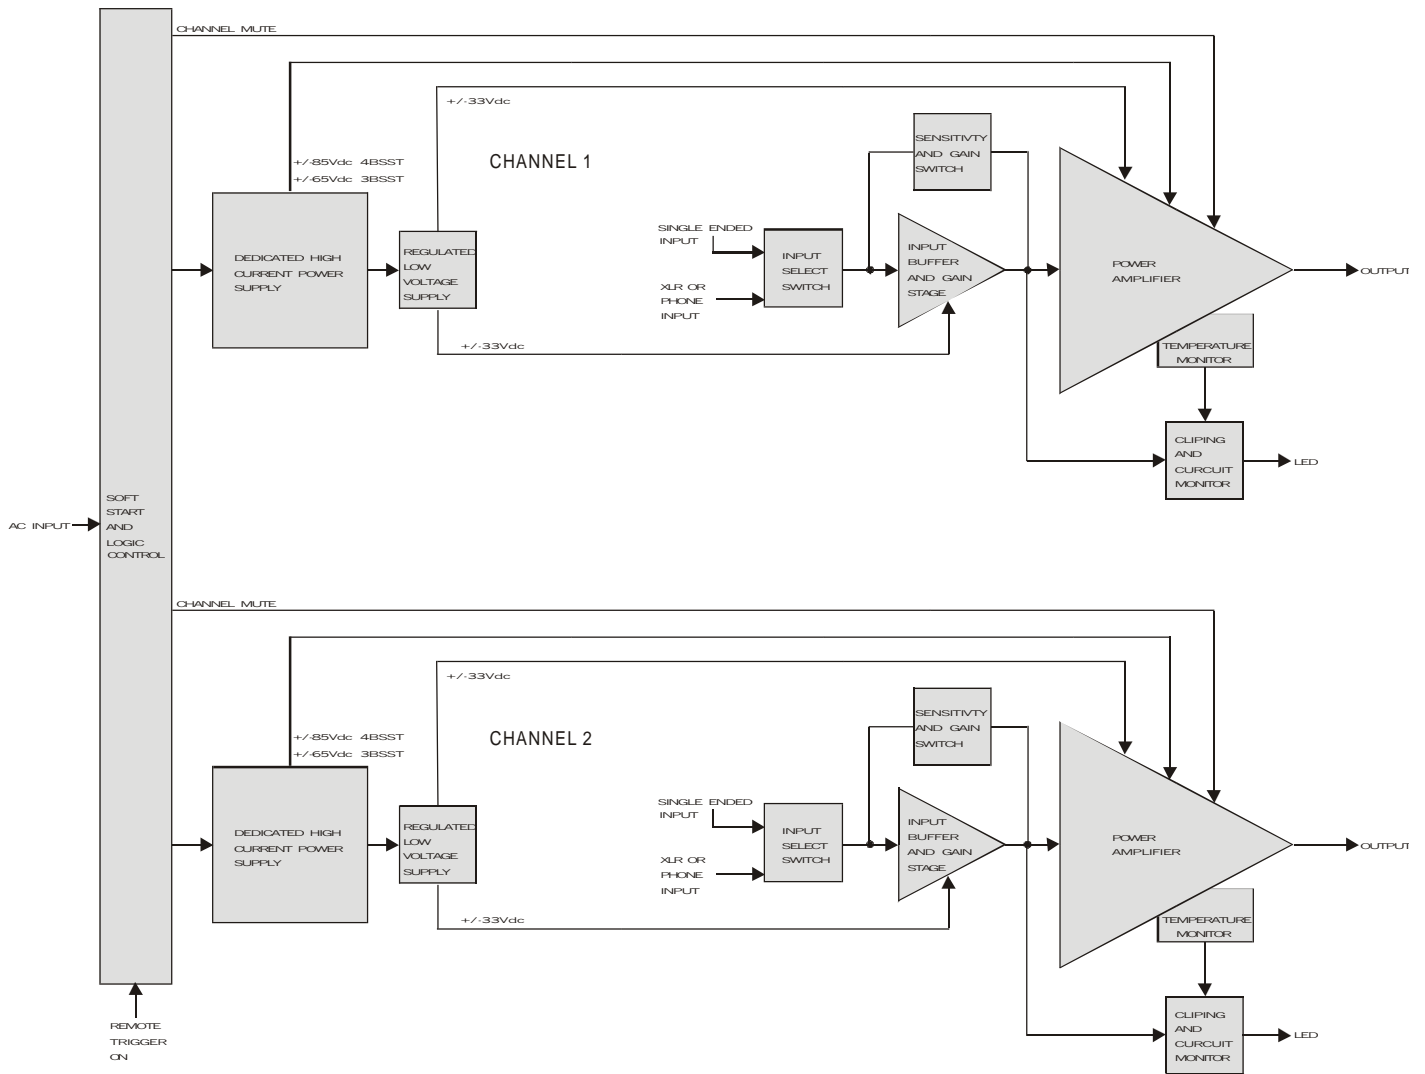 CHANNEL MUTE
+/-33Vdc
+/-85Vdc 4BSST
+/-65Vdc 3BSST
CHANNEL 1
SENSITIVTY
AND GAIN
SWITCH
DEDICATED HIGH
CURRENT POWER
SUPPLY
REGULATED
LOW
VOLTAGE
SUPPLY
SINGLE ENDED
INPUT
XLR OR
PHONE
INPUT
INPUT
SELECT
SWITCH
INPUT
BUFFER
AND GAIN
STAGE
POWER
AMPLIFIER
OUTPUT
+/-33Vdc
TEMPERATURE
MONITOR
CLIPING
AND
CURCUIT
MONITOR
LED
AC INPUT
SOFT
START
AND
LOGIC
CONTROL
CHANNEL MUTE
+/-33Vdc
+/-85Vdc 4BSST
+/-65Vdc 3BSST
CHANNEL 2
SENSITIVTY
AND GAIN
SWITCH
DEDICATED HIGH
CURRENT POWER
SUPPLY
REGULATED
LOW
VOLTAGE
SUPPLY
SINGLE ENDED
INPUT
XLR OR
PHONE
INPUT
INPUT
SELECT
SWITCH
INPUT
BUFFER
AND GAIN
STAGE
POWER
AMPLIFIER
OUTPUT
+/-33Vdc
TEMPERATURE
MONITOR
CLIPING
AND
CURCUIT
MONITOR
LED
REMOTE
TRIGGER
ON